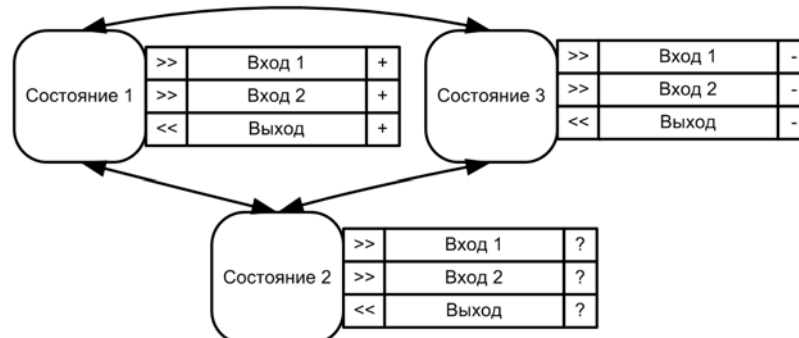 Состояние 1
>> Вход 1 +
>> Вход 2 +
<< Выход +
Состояние 3
>> Вход 1 -
>> Вход 2 -
<< Выход -
Состояние 2
>> Вход 1 ?
>> Вход 2 ?
<< Выход ?